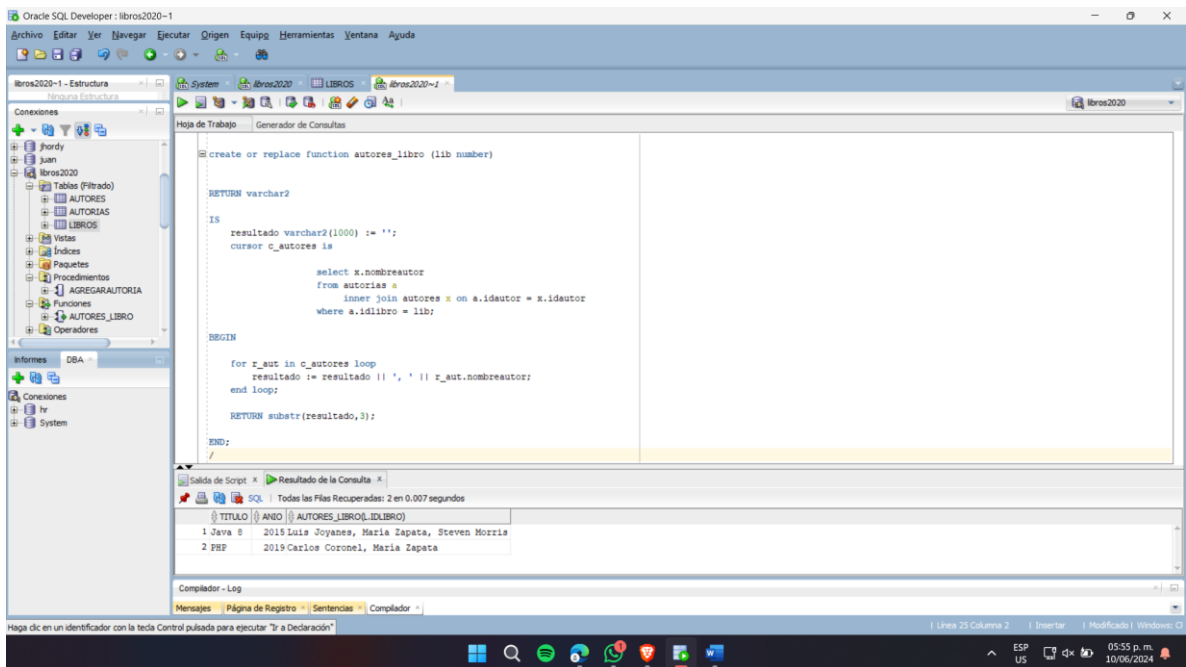 Oracle SQL Developer : libros2020~1
Archivo Editar Ver Navegar Ejecutar Origen Equipo Herramientas Ventana Ayuda
libros2020~1 - Estructura
Ninguna Estructura
Conexiones
jhordy
juan
libros2020
Tablas (Filtrado)
AUTORES
AUTORIAS
LIBROS
Vistas
Índices
Paquetes
Procedimientos
AGREGARAUTORIA
Funciones
AUTORES_LIBRO
Operadores
Informes DBA
Conexiones
hr
System
System libros2020 LIBROS libros2020~1
libros2020
Hoja de Trabajo Generador de Consultas
create or replace function autores_libro (lib number)
RETURN varchar2
IS
resultado varchar2(1000) := '';
cursor c_autores is
select x.nombreautor
from autorias a
inner join autores x on a.idautor = x.idautor
where a.idlibro = lib;
BEGIN
for r_aut in c_autores loop
resultado := resultado || ', ' || r_aut.nombreautor;
end loop;
RETURN substr(resultado,3);
END;
/
Salida de Script x Resultado de la Consulta x
SQL | Todas las Filas Recuperadas: 2 en 0.007 segundos
TITULO ANIO AUTORES_LIBRO(L.IDLIBRO)
1 Java 8 2015 Luis Joyanes, María Zapata, Steven Morris
2 PHP 2019 Carlos Coronel, María Zapata
Compilador - Log
Mensajes Página de Registro Sentencias Compilador
Haga clic en un identificador con la tecla Control pulsada para ejecutar "Ir a Declaración"
Línea 25 Columna 2 | Insertar | Modificado | Windows: C
ESP
US
05:55 p. m.
10/06/2024